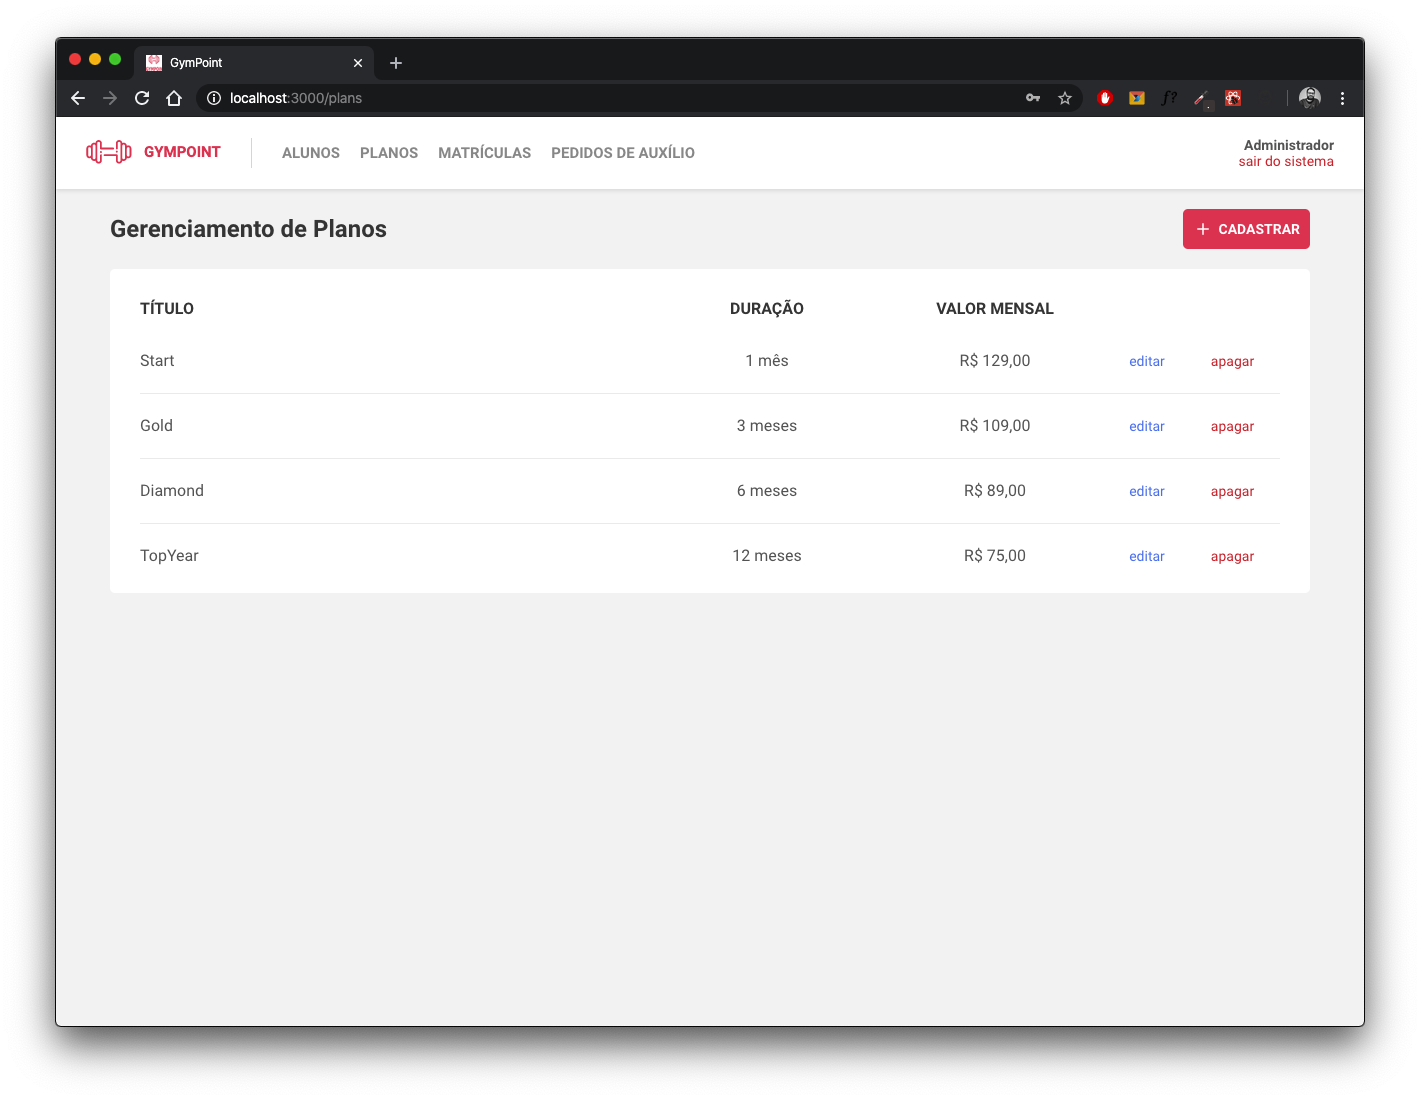 GymPoint
localhost:3000/plans
f?
GYMPOINT
ALUNOS PLANOS MATRÍCULAS PEDIDOS DE AUXÍLIO
Administrador
sair do sistema
Gerenciamento de Planos
CADASTRAR
TÍTULO DURAÇÃO VALOR MENSAL
Start 1 mês R$ 129,00 editar apagar
Gold 3 meses R$ 109,00 editar apagar
Diamond 6 meses R$ 89,00 editar apagar
TopYear 12 meses R$ 75,00 editar apagar